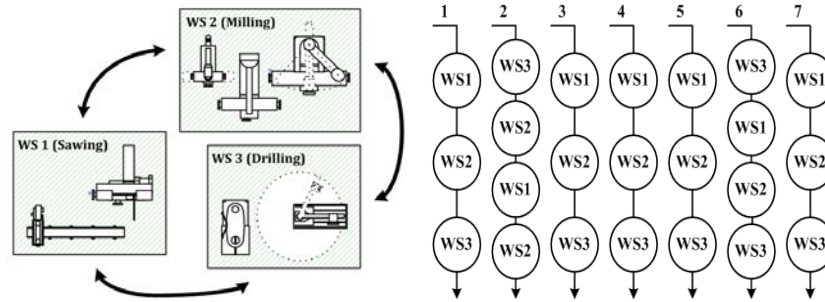 WS 2 (Milling)
WS 1 (Sawing)
WS 3 (Drilling)
1 2 3 4 5 6 7
WS1 WS3 WS1 WS1 WS1 WS3 WS1
WS2 WS2 WS2 WS2 WS2 WS1 WS2
WS3 WS1 WS3 WS3 WS3 WS2 WS3
WS2 WS3